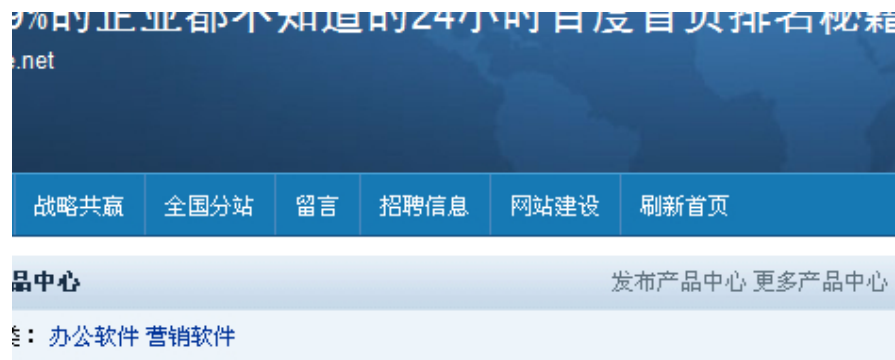 9%的企业都不知道的24小时百度首页排名秘籍
e.net
战略共赢 全国分站 留言 招聘信息 网站建设 刷新首页
品中心 发布产品中心 更多产品中心
类： 办公软件 营销软件